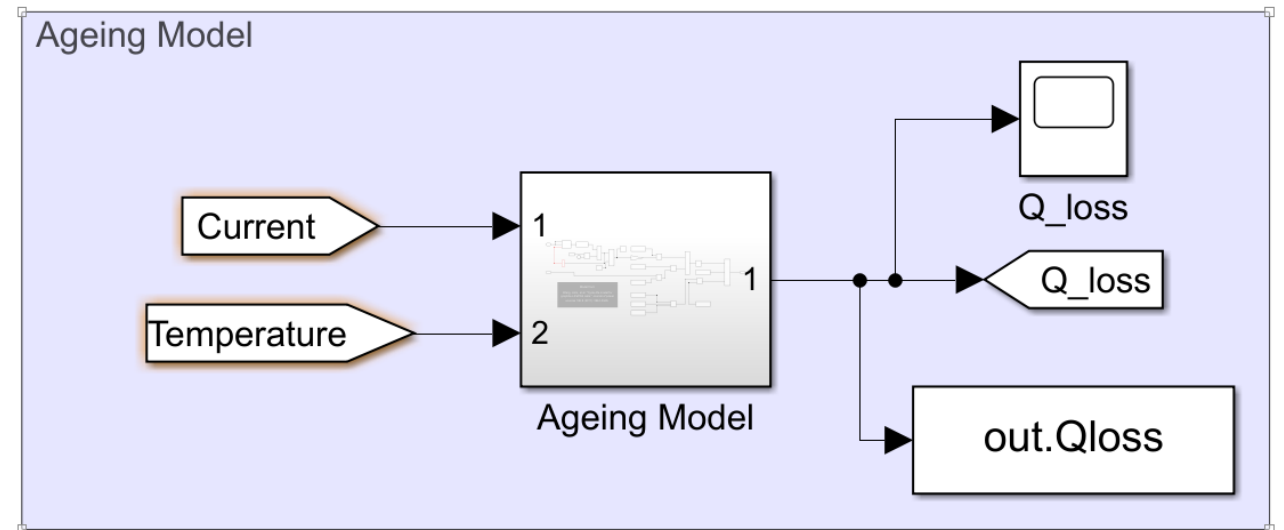 Ageing Model
Current
Temperature
1
2
1
Ageing Model
Q_loss
Q_loss
out.Qloss